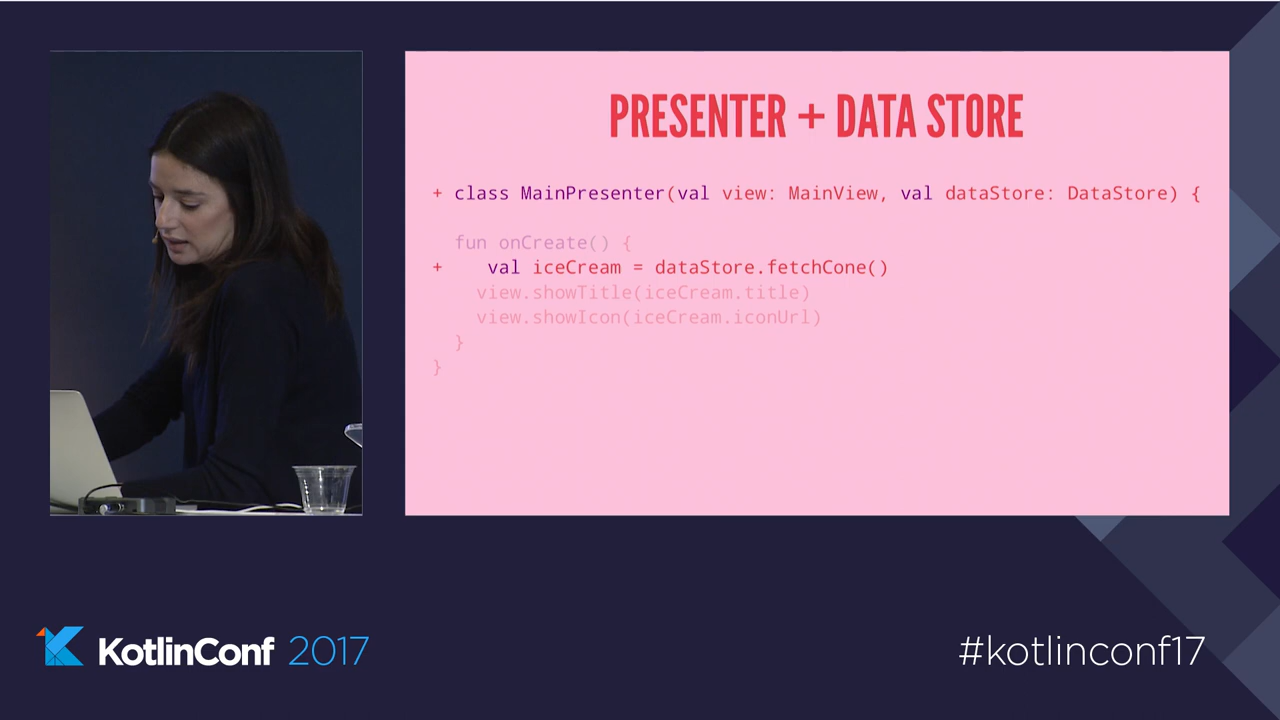 PRESENTER + DATA STORE
+ class MainPresenter(val view: MainView, val dataStore: DataStore) {
fun onCreate() {
+ val iceCream = dataStore.fetchCone()
view.showTitle(iceCream.title)
view.showIcon(iceCream.iconUrl)
}
}
KotlinConf 2017
#kotlinconf17